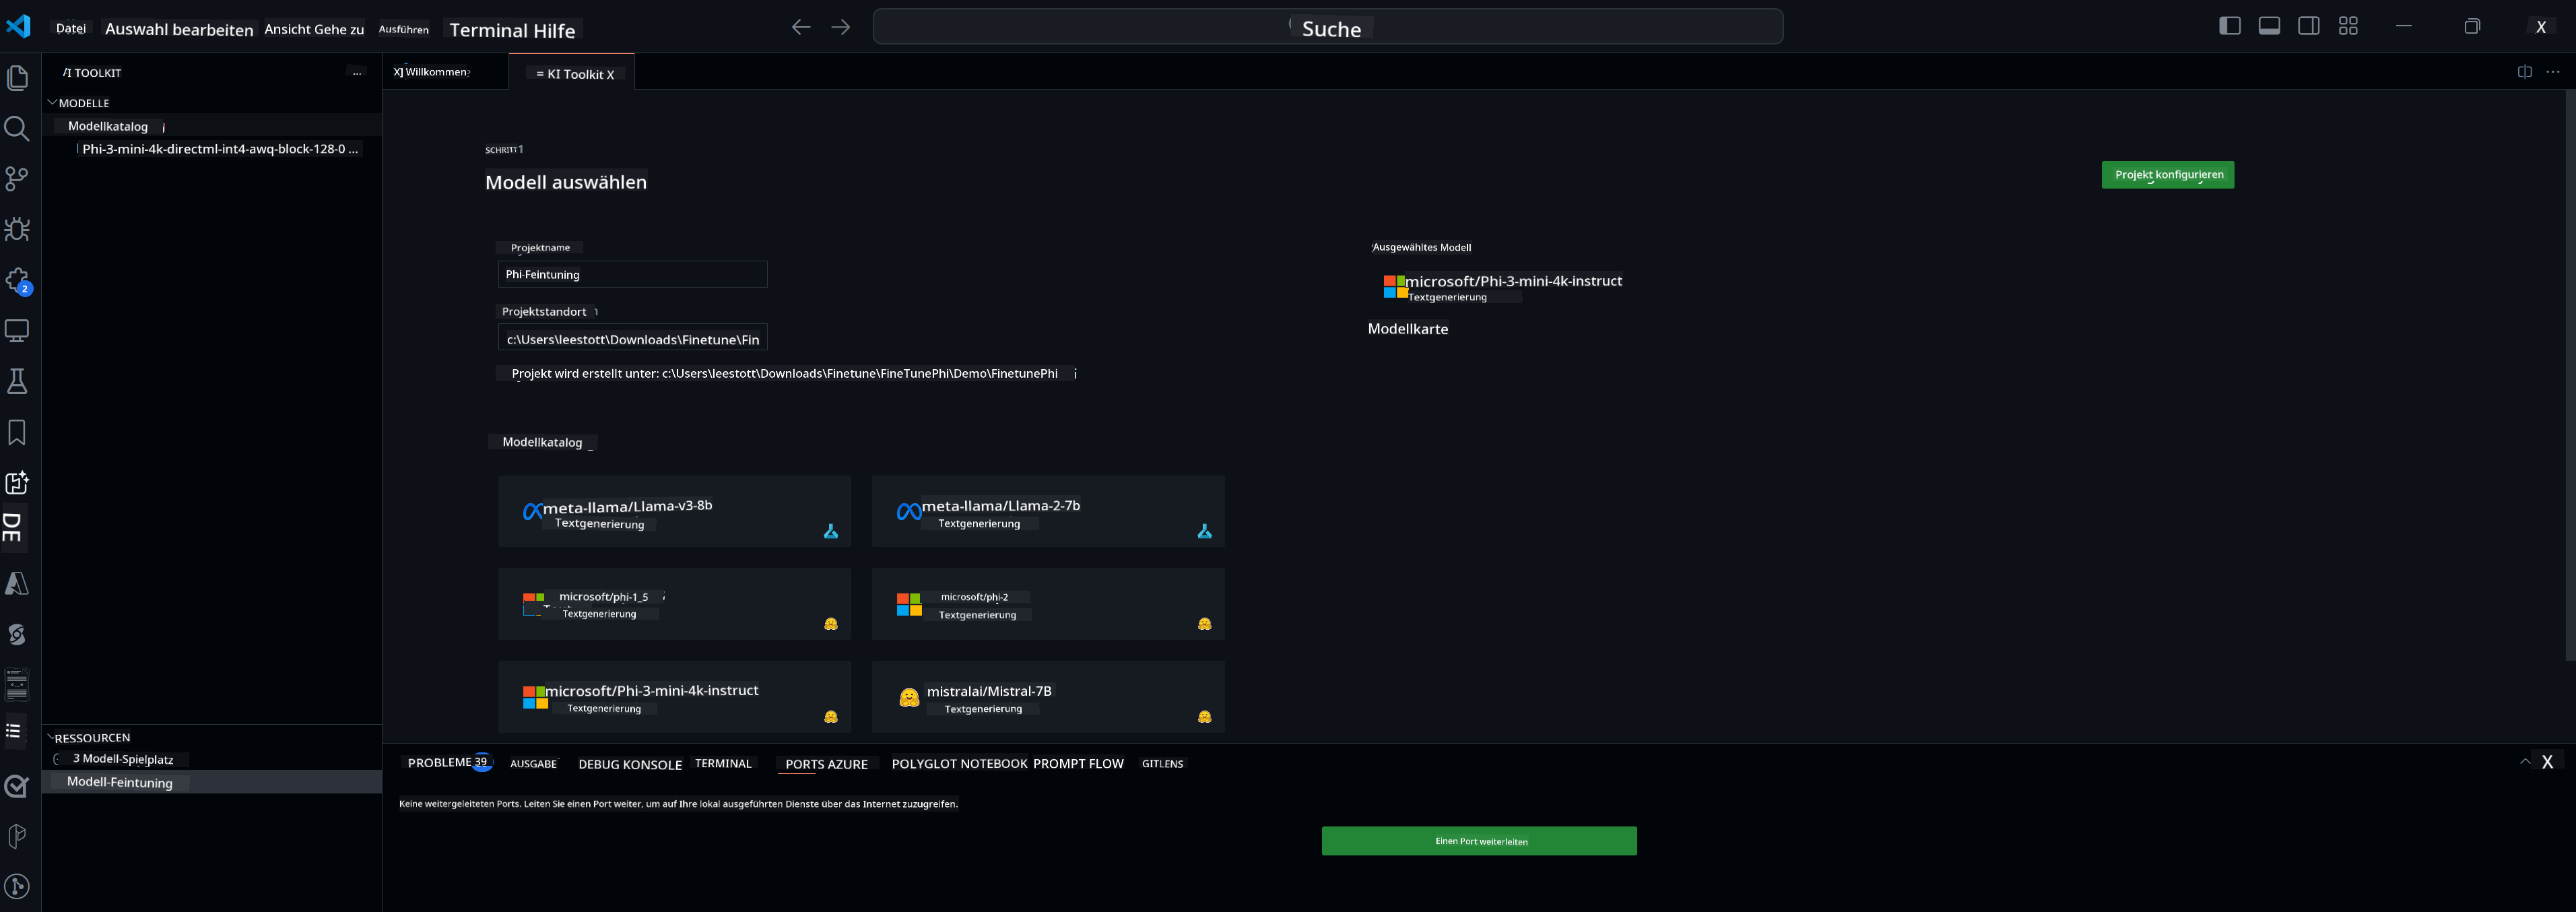 Datei Auswahl bearbeiten Ansicht Gehe zu Ausführen Terminal Hilfe
Suche
X
TOOLKIT
...
X] Willkommen
= KI Toolkit X
MODELLE
Modellkatalog
Phi-3-mini-4k-directml-int4-awq-block-128-0 ...
SCHRITT 1
Modell auswählen
Projekt konfigurieren
Projektname
Phi-Feintuning
Projektstandort
c:\Users\leestott\Downloads\Finetune\Fin
Projekt wird erstellt unter: c:\Users\leestott\Downloads\Finetune\FineTunePhi\Demo\FinetunePhi
Ausgewähltes Modell
microsoft/Phi-3-mini-4k-instruct
Textgenerierung
Modellkarte
Modellkatalog
meta-llama/Llama-v3-8b
Textgenerierung
meta-llama/Llama-2-7b
Textgenerierung
microsoft/phi-1_5
Textgenerierung
microsoft/phi-2
Textgenerierung
microsoft/Phi-3-mini-4k-instruct
Textgenerierung
mistralai/Mistral-7B
Textgenerierung
2
DE
RESSOURCEN
3 Modell-Spielplatz
Modell-Feintuning
PROBLEME 39 AUSGABE DEBUG KONSOLE TERMINAL PORTS AZURE POLYGLOT NOTEBOOK PROMPT FLOW GITLENS
X
Keine weitergeleiteten Ports. Leiten Sie einen Port weiter, um auf Ihre lokal ausgeführten Dienste über das Internet zuzugreifen.
Einen Port weiterleiten